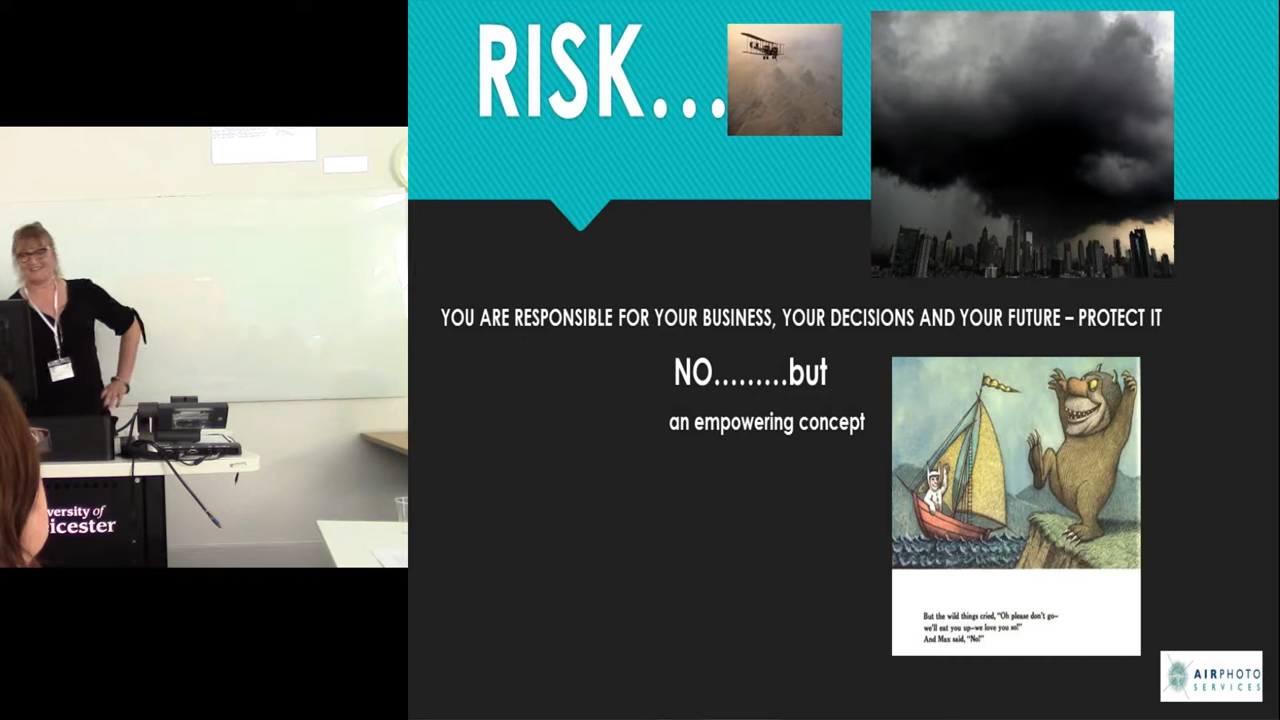 RISK...
YOU ARE RESPONSIBLE FOR YOUR BUSINESS, YOUR DECISIONS AND YOUR FUTURE – PROTECT IT
NO.........but
an empowering concept
But the wild things cried, "Oh please don't go–
we'll eat you up–we love you so!"
And Max said, "No!"
AIRPHOTO
SERVICES
versity of
icester